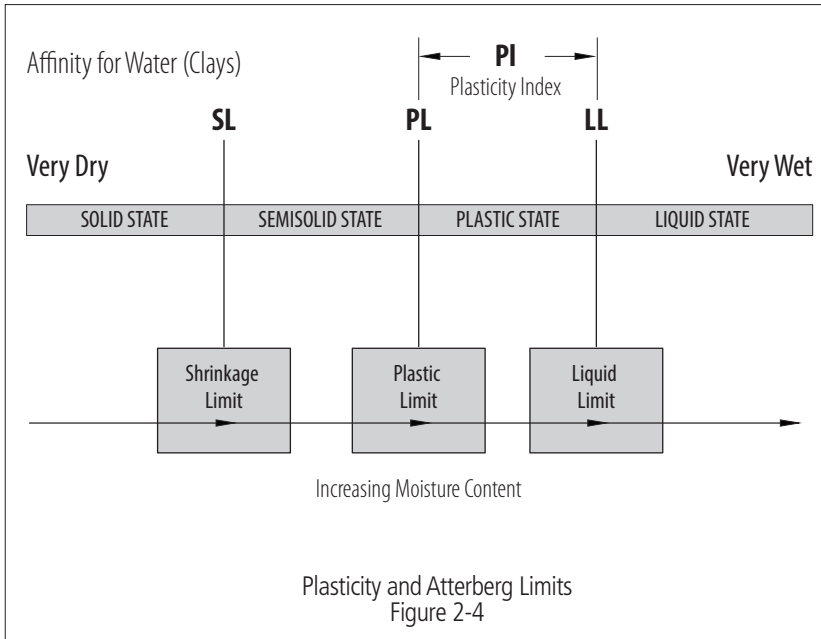 Affinity for Water (Clays)
PI
Plasticity Index
SL
PL
LL
Very Dry
Very Wet
SOLID STATE
SEMISOLID STATE
PLASTIC STATE
LIQUID STATE
Shrinkage
Limit
Plastic
Limit
Liquid
Limit
Increasing Moisture Content
Plasticity and Atterberg Limits
Figure 2-4